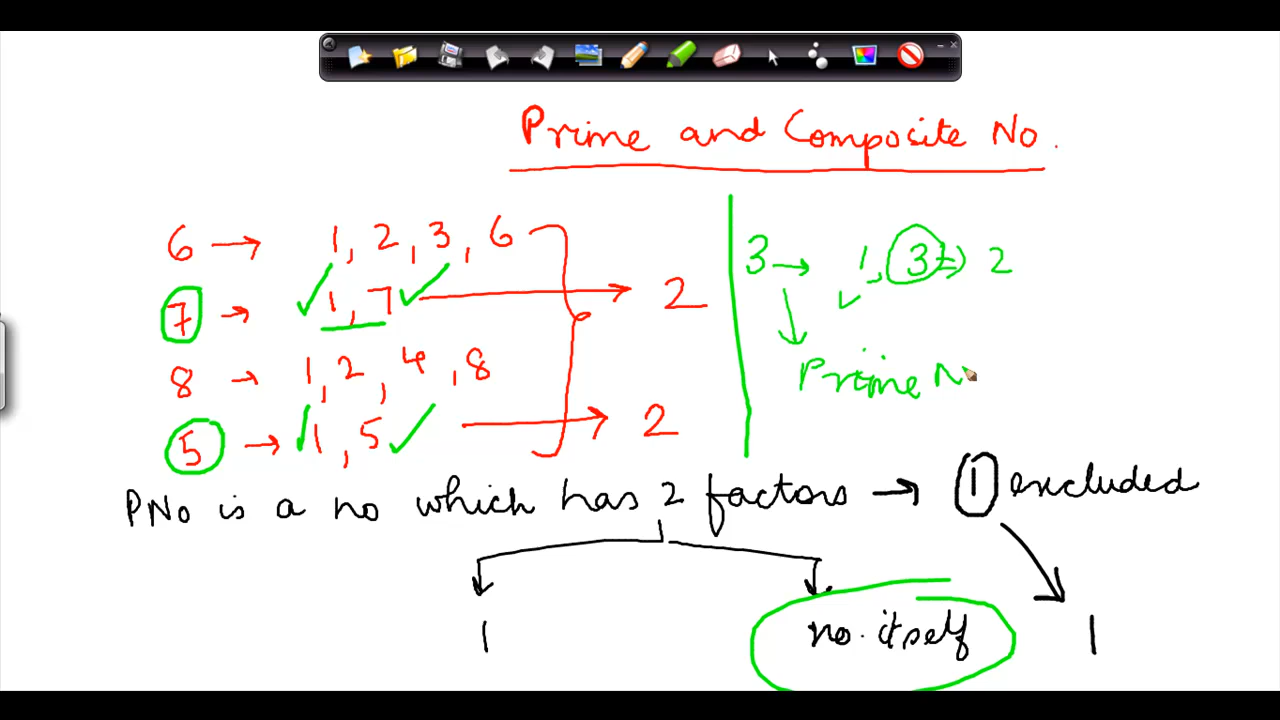 Prime and Composite No.
6 → 1, 2, 3, 6
7 → 1, 7 → 2
8 → 1, 2, 4, 8
5 → 1, 5 → 2
3 → 1, 3 ⇒ 2
Prime N
PNo is a no which has 2 factors → 1 excluded
1 no. itself 1